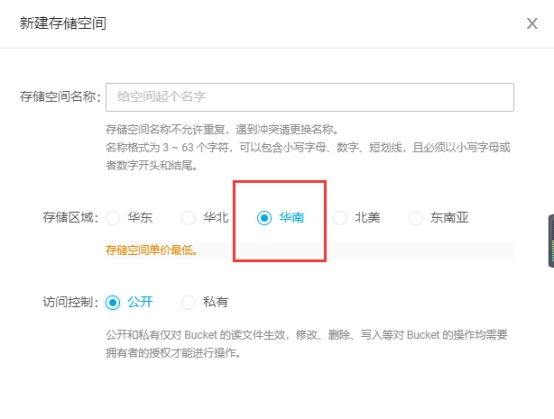 新建存储空间
X
存储空间名称：
给空间起个名字
存储空间名称不允许重复，遇到冲突请更换名称。
名称格式为 3 ~ 63 个字符，可以包含小写字母、数字、短划线，且必须以小写字母或
者数字开头和结尾。
存储区域： 华东 华北 华南 北美 东南亚
存储空间单价最低。
访问控制： 公开 私有
公开和私有仅对 Bucket 的读文件生效，修改、删除、写入等对 Bucket 的操作均需要
拥有者的授权才能进行操作。